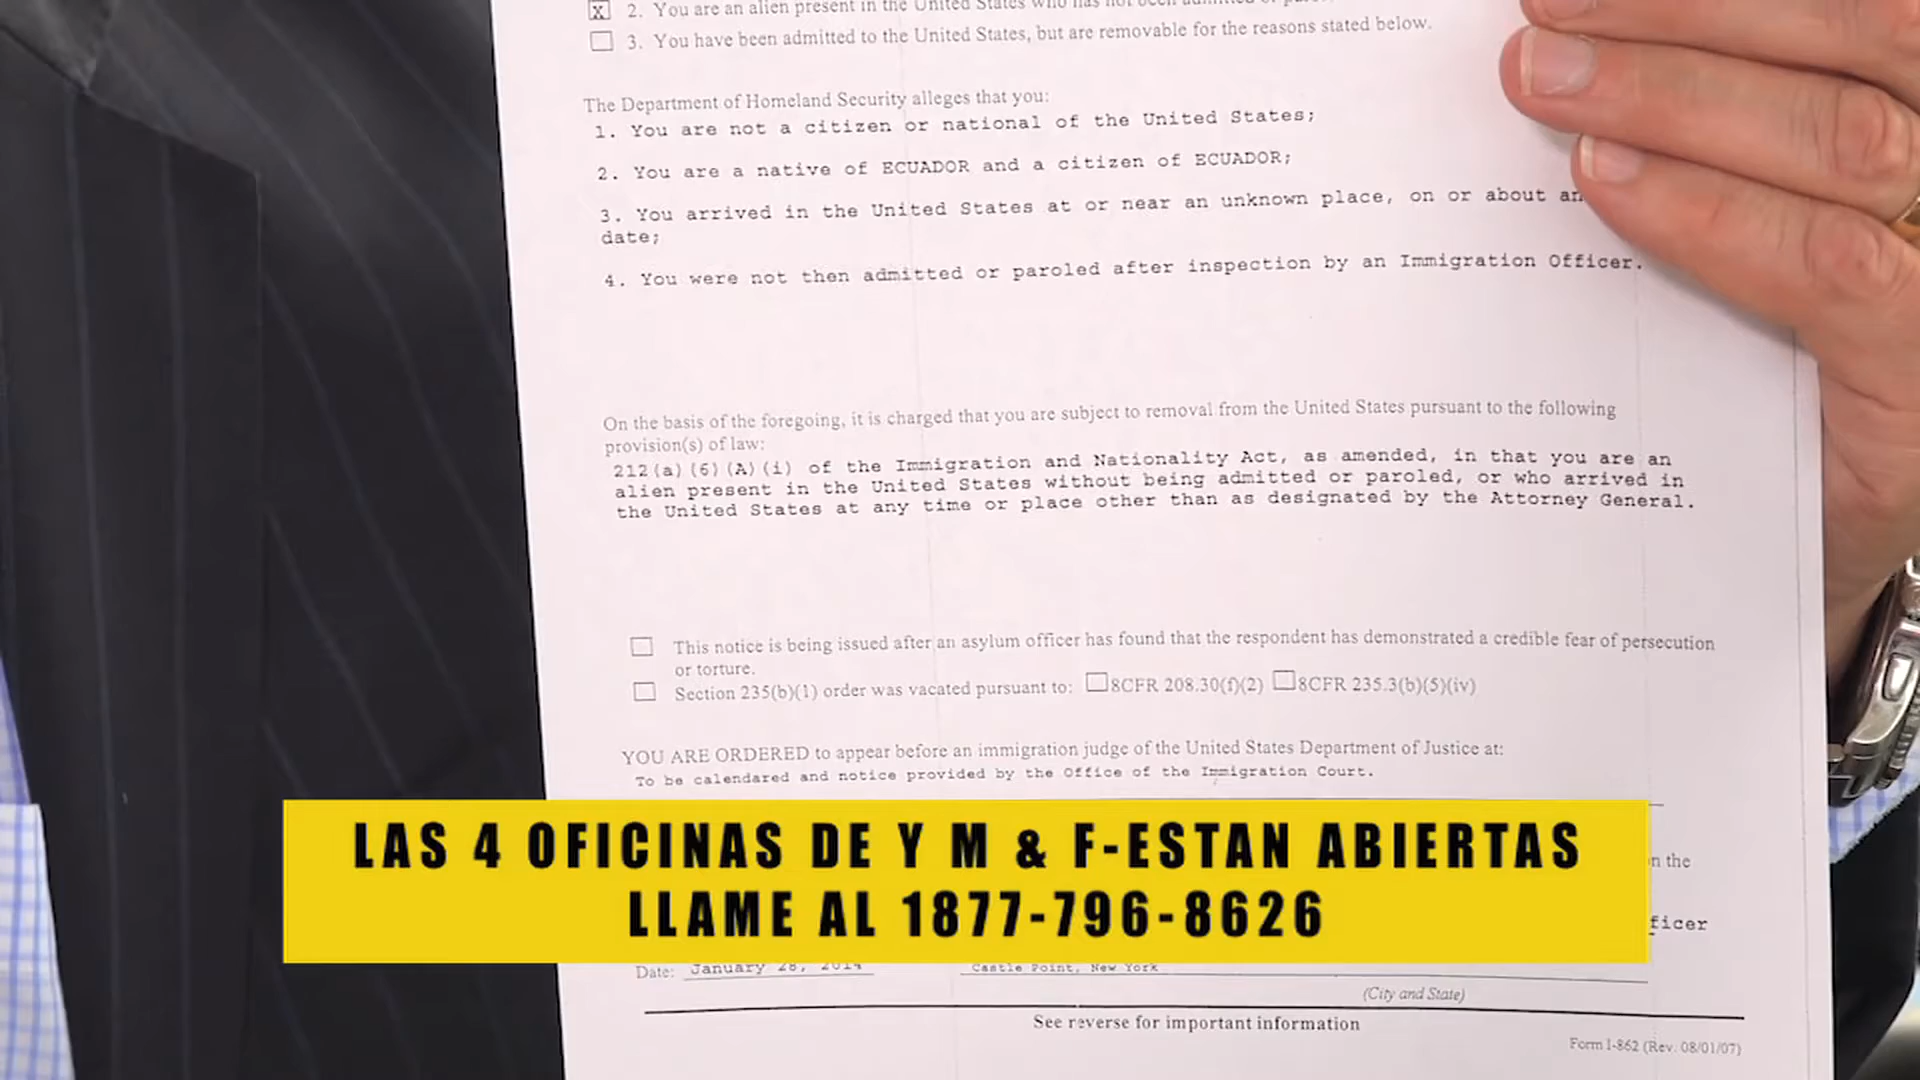 2. You are an alien present in the United States who has not been admitted or
3. You have been admitted to the United States, but are removable for the reasons stated below.
The Department of Homeland Security alleges that you:
1. You are not a citizen or national of the United States;
2. You are a native of ECUADOR and a citizen of ECUADOR;
3. You arrived in the United States at or near an unknown place, on or about an
date;
4. You were not then admitted or paroled after inspection by an Immigration Officer.
On the basis of the foregoing, it is charged that you are subject to removal from the United States pursuant to the following
provision(s) of law:
212(a)(6)(A)(i) of the Immigration and Nationality Act, as amended, in that you are an
alien present in the United States without being admitted or paroled, or who arrived in
the United States at any time or place other than as designated by the Attorney General.
This notice is being issued after an asylum officer has found that the respondent has demonstrated a credible fear of persecution
or torture.
Section 235(b)(1) order was vacated pursuant to: 8CFR 208.30(f)(2) 8CFR 235.3(b)(5)(iv)
YOU ARE ORDERED to appear before an immigration judge of the United States Department of Justice at:
To be calendared and notice provided by the Office of the Immigration Court.
LAS 4 OFICINAS DE Y M & F-ESTAN ABIERTAS
n the
LLAME AL 1877-796-8626
ficer
Date: January 28, 2014 Castle Point, New York
(City and State)
See reverse for important information
Form I-862 (Rev. 08/01/07)